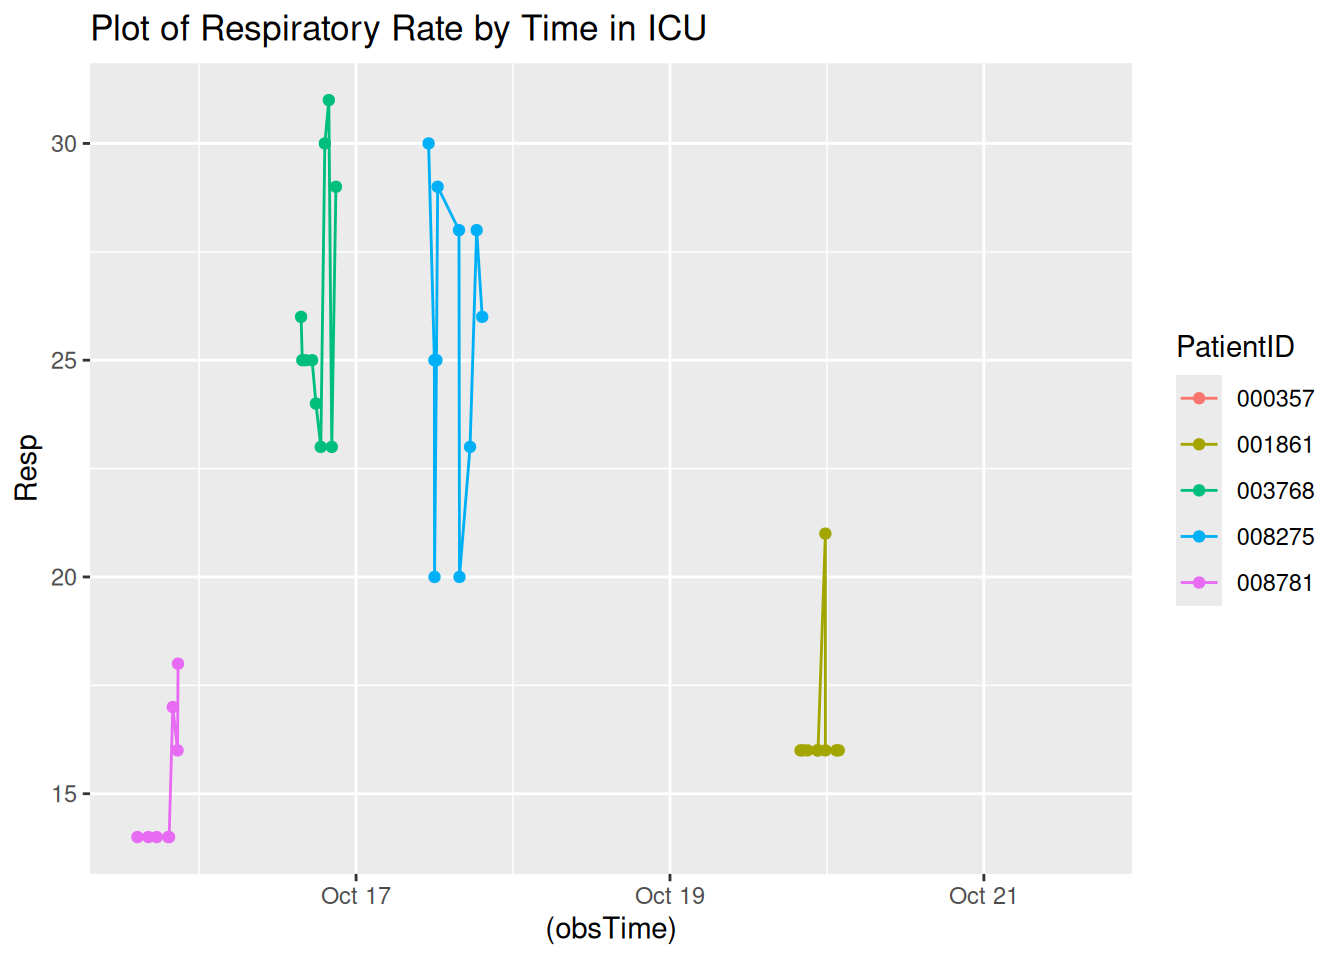 Plot of Respiratory Rate by Time in ICU
30
25
20
15
Resp
Oct 17
Oct 19
Oct 21
(obsTime)
PatientID
000357
001861
003768
008275
008781